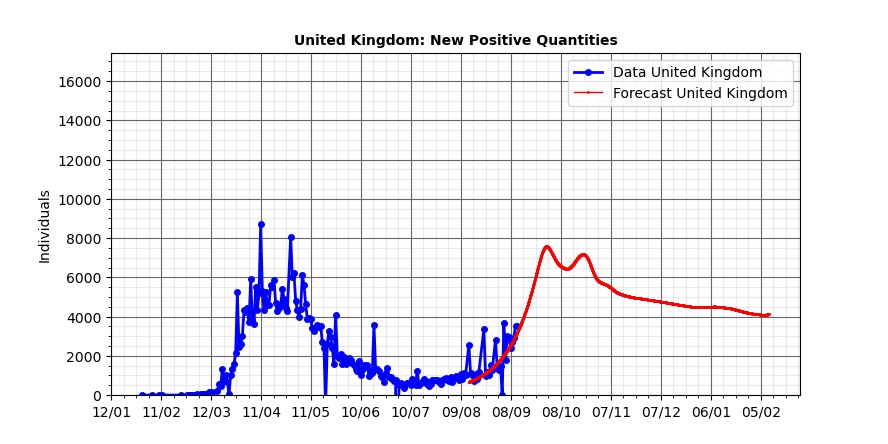 United Kingdom: New Positive Quantities
Data United Kingdom
Forecast United Kingdom
Individuals
16000
14000
12000
10000
8000
6000
4000
2000
0
12/01 11/02 12/03 11/04 11/05 10/06 10/07 09/08 08/09 08/10 07/11 07/12 06/01 05/02